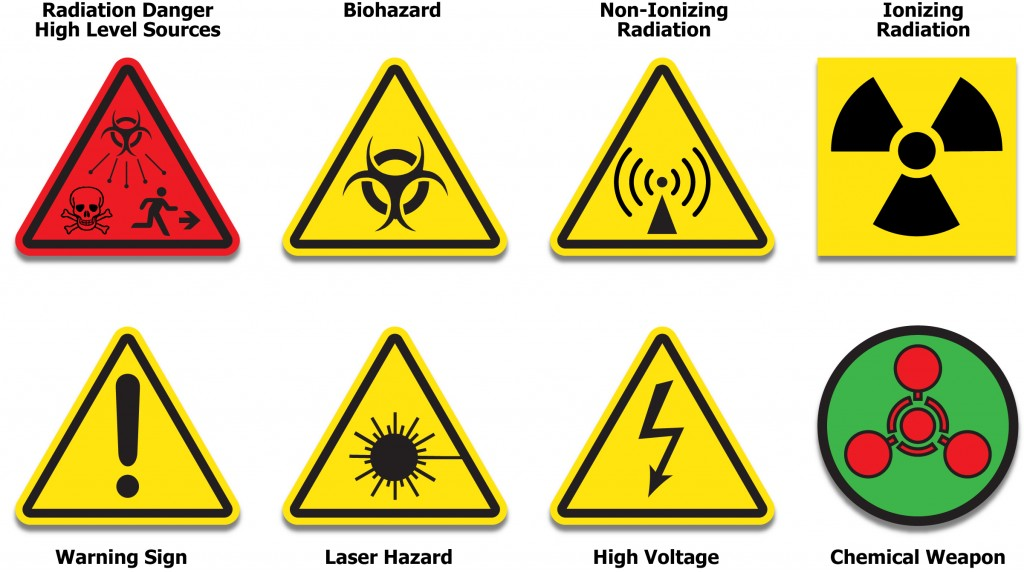 Radiation Danger
High Level Sources
Biohazard
Non-Ionizing
Radiation
Ionizing
Radiation
Warning Sign
Laser Hazard
High Voltage
Chemical Weapon